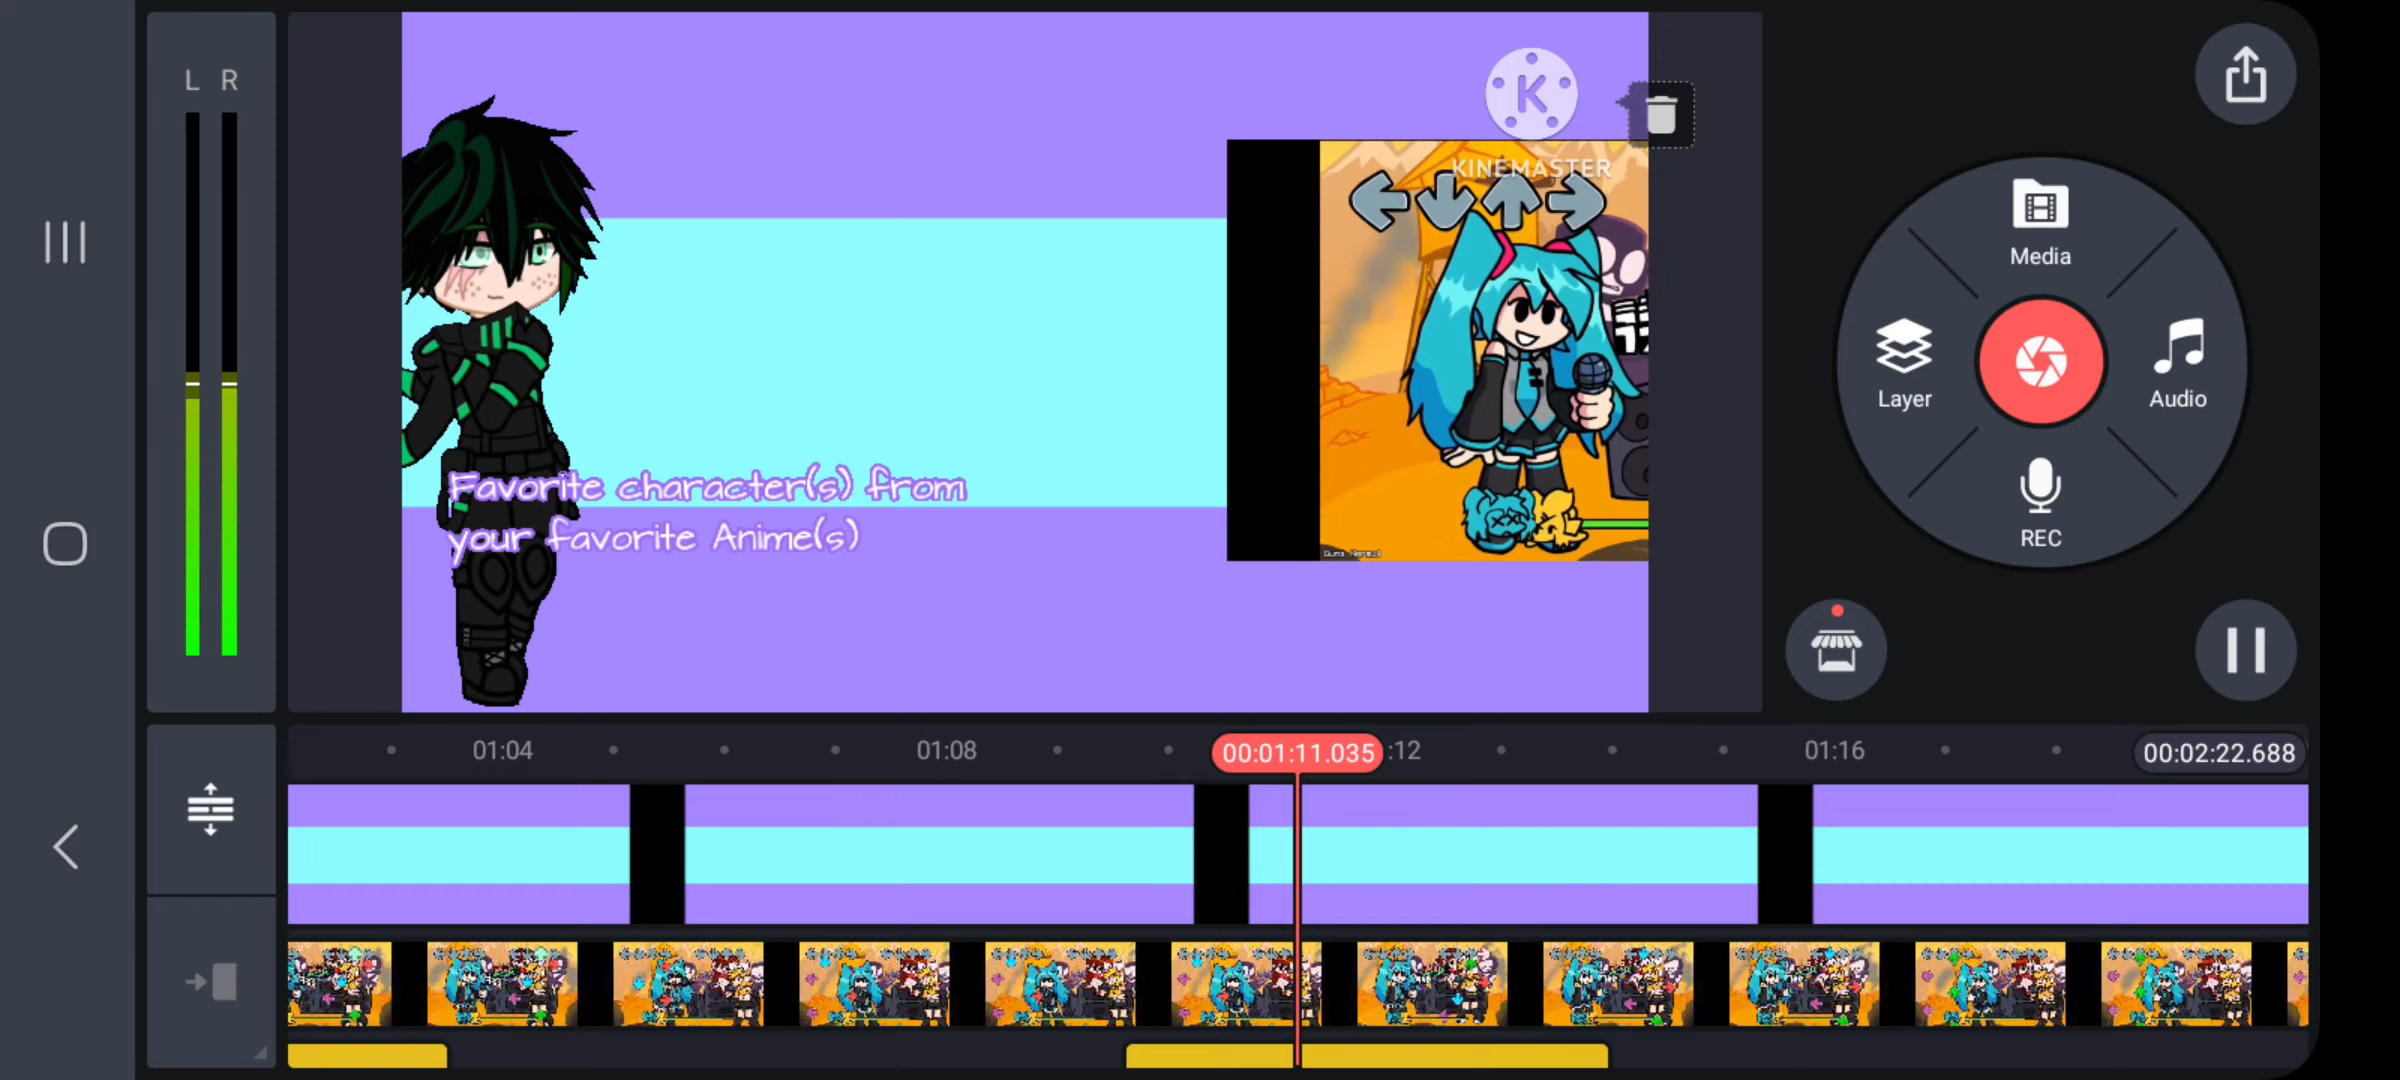 L R
K
KINEMASTER
Media
Layer
Audio
REC
Favorite character(s) from
your favorite Anime(s)
01:04
01:08
00:01:11.035
:12
01:16
00:02:22.688